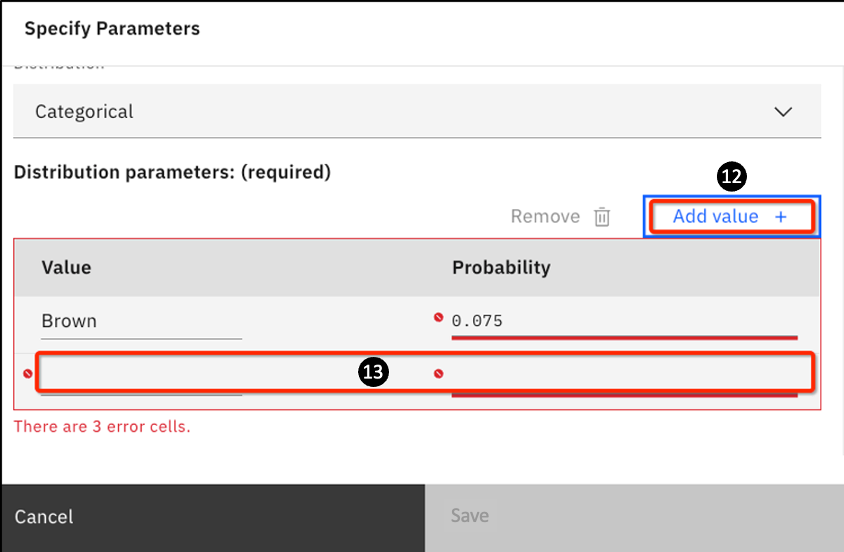 Specify Parameters
Distribution
Categorical
Distribution parameters: (required)
12
Remove
Add value +
Value Probability
Brown 0.075
13
There are 3 error cells.
Cancel Save